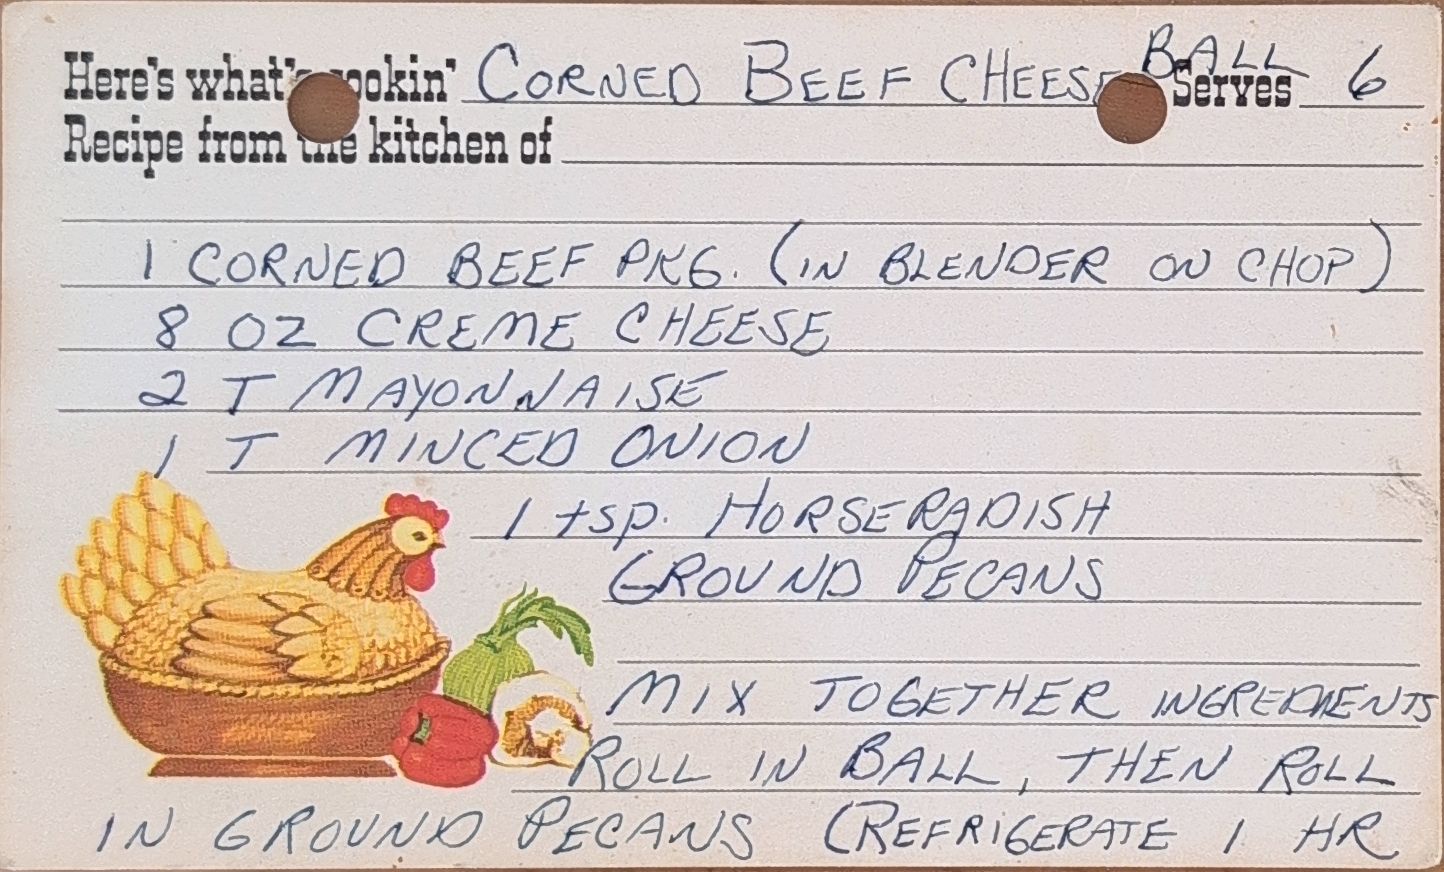 Here's what's cookin' CORNED BEEF CHEESE BALL Serves 6
Recipe from the kitchen of
1 CORNED BEEF PKG. (IN BLENDER ON CHOP)
8 OZ CREME CHEESE
2 T MAYONNAISE
1 T MINCED ONION
1 tsp. HORSERADISH
GROUND PECANS
MIX TOGETHER INGREDIENTS
ROLL IN BALL, THEN ROLL
IN GROUND PECANS (REFRIGERATE 1 HR